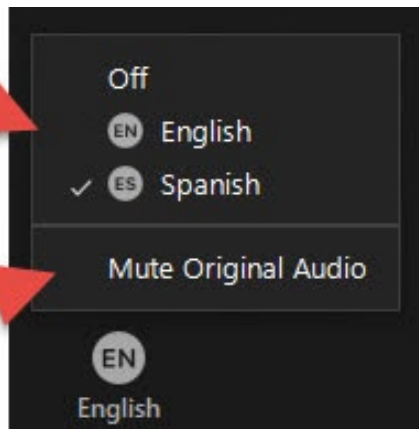 Off
EN English
ES Spanish
Mute Original Audio
EN
English